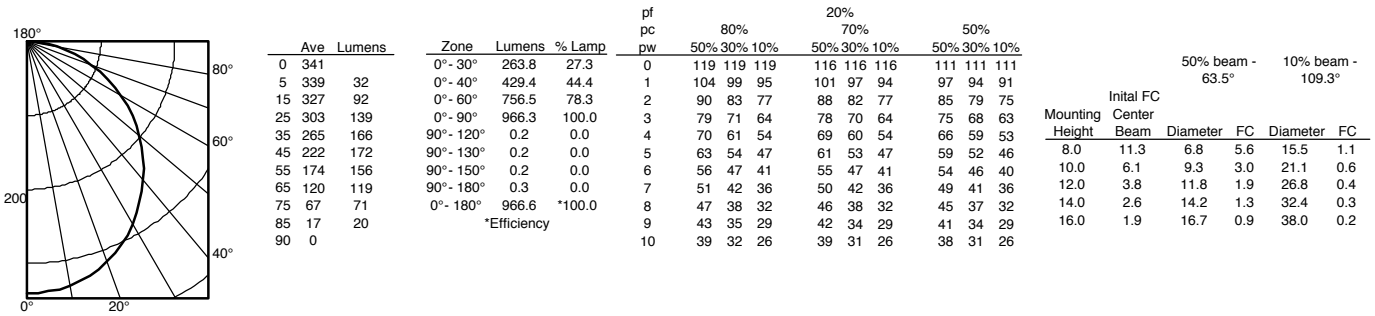 180°
80°
60°
200
40°
0° 20°
Ave Lumens
0 341
5 339 32
15 327 92
25 303 139
35 265 166
45 222 172
55 174 156
65 120 119
75 67 71
85 17 20
90 0
Zone Lumens % Lamp
0°- 30° 263.8 27.3
0°- 40° 429.4 44.4
0°- 60° 756.5 78.3
0°- 90° 966.3 100.0
90°- 120° 0.2 0.0
90°- 130° 0.2 0.0
90°- 150° 0.2 0.0
90°- 180° 0.3 0.0
0°- 180° 966.6 *100.0
*Efficiency
pf 20%
pc 80% 70% 50%
pw 50% 30% 10% 50% 30% 10% 50% 30% 10%
0 119 119 119 116 116 116 111 111 111
1 104 99 95 101 97 94 97 94 91
2 90 83 77 88 82 77 85 79 75
3 79 71 64 78 70 64 75 68 63
4 70 61 54 69 60 54 66 59 53
5 63 54 47 61 53 47 59 52 46
6 56 47 41 55 47 41 54 46 40
7 51 42 36 50 42 36 49 41 36
8 47 38 32 46 38 32 45 37 32
9 43 35 29 42 34 29 41 34 29
10 39 32 26 39 31 26 38 31 26
50% beam - 10% beam -
63.5° 109.3°
Inital FC
Mounting Center
Height Beam Diameter FC Diameter FC
8.0 11.3 6.8 5.6 15.5 1.1
10.0 6.1 9.3 3.0 21.1 0.6
12.0 3.8 11.8 1.9 26.8 0.4
14.0 2.6 14.2 1.3 32.4 0.3
16.0 1.9 16.7 0.9 38.0 0.2